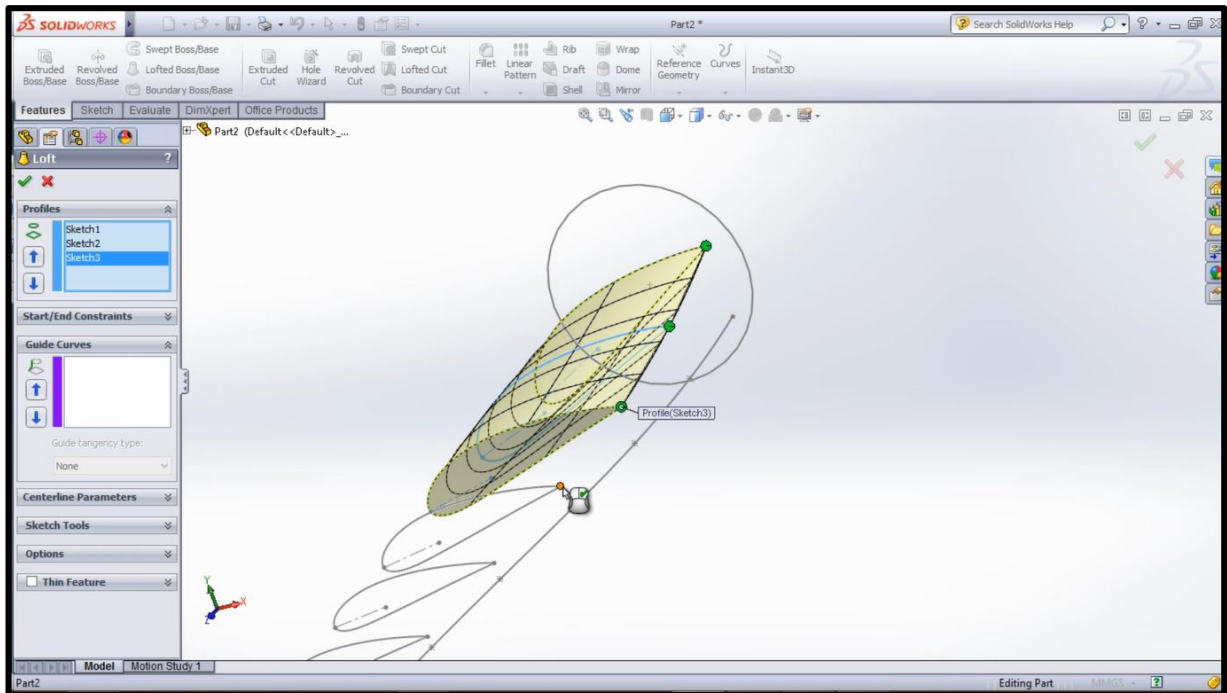 SOLIDWORKS
Part2 *
Search SolidWorks Help
Extruded Boss/Base
Revolved Boss/Base
Swept Boss/Base
Lofted Boss/Base
Boundary Boss/Base
Extruded Cut
Hole Wizard
Revolved Cut
Swept Cut
Lofted Cut
Boundary Cut
Fillet
Linear Pattern
Rib
Draft
Shell
Wrap
Dome
Mirror
Reference Geometry
Curves
Instant3D
Features
Sketch
Evaluate
DimXpert
Office Products
Part2 (Default<<Default>_...
Loft
?
Profiles
Sketch1
Sketch2
Sketch3
Start/End Constraints
Guide Curves
Guide tangency type:
None
Centerline Parameters
Sketch Tools
Options
Thin Feature
Profile(Sketch3)
Y
X
Z
Model
Motion Study 1
Part2
Editing Part
MMGS
?